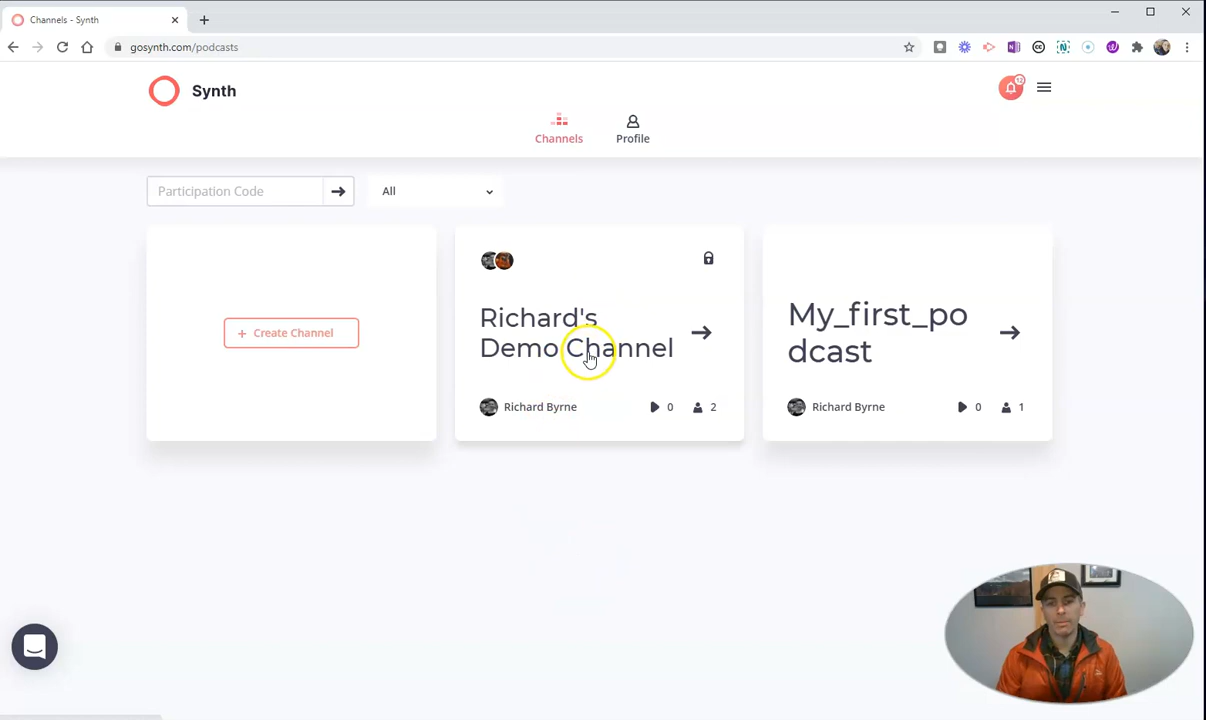 Channels - Synth
gosynth.com/podcasts
Synth
12
Channels
Profile
Participation Code
All
+ Create Channel
Richard's
Demo Channel
Richard Byrne
0
2
My_first_po
dcast
Richard Byrne
0
1